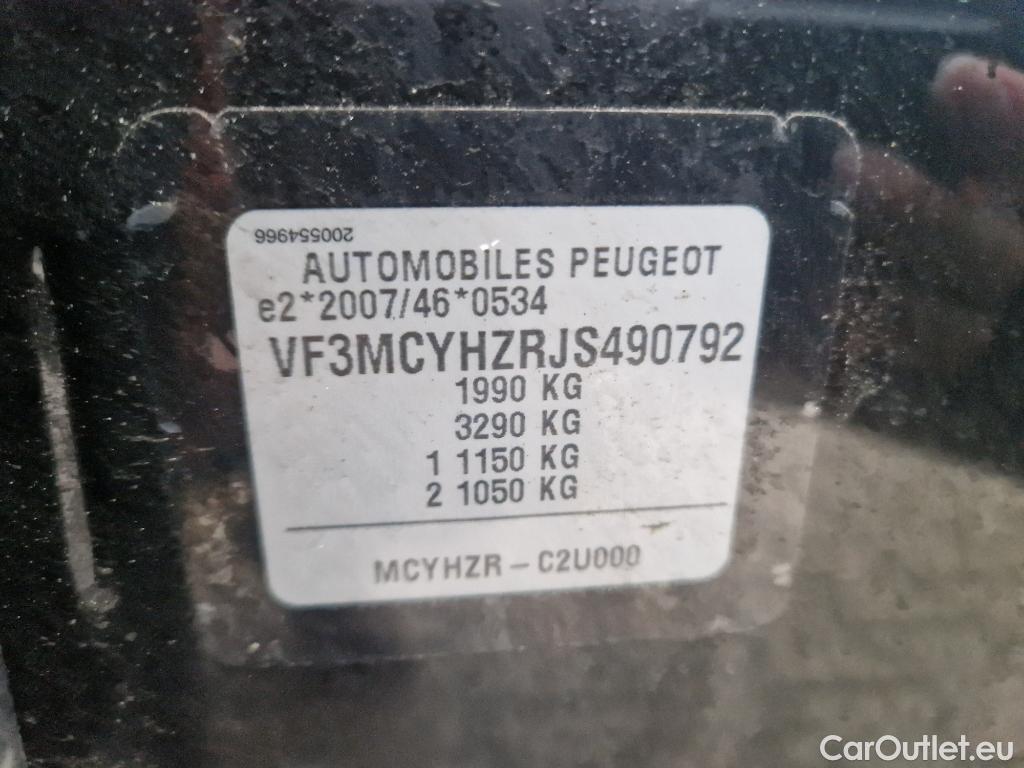 200554966
AUTOMOBILES PEUGEOT
e2*2007/46*0534
VF3MCYHZRJS490792
1990 KG
3290 KG
1 1150 KG
2 1050 KG
MCYHZR – C2U000
CarOutlet.eu